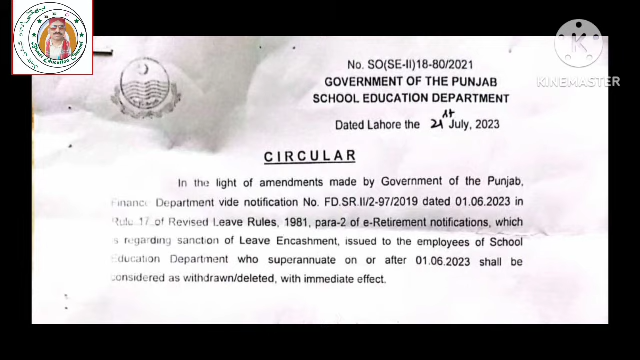 No. SO(SE-II)18-80/2021
GOVERNMENT OF THE PUNJAB
SCHOOL EDUCATION DEPARTMENT
Dated Lahore the 21st July, 2023
CIRCULAR
In the light of amendments made by Government of the Punjab,
Finance Department vide notification No. FD.SR.II/2-97/2019 dated 01.06.2023 in
Rule 17 of Revised Leave Rules, 1981, para-2 of e-Retirement notifications, which
is regarding sanction of Leave Encashment, issued to the employees of School
Education Department who superannuate on or after 01.06.2023 shall be
considered as withdrawn/deleted, with immediate effect.
KINEMASTER